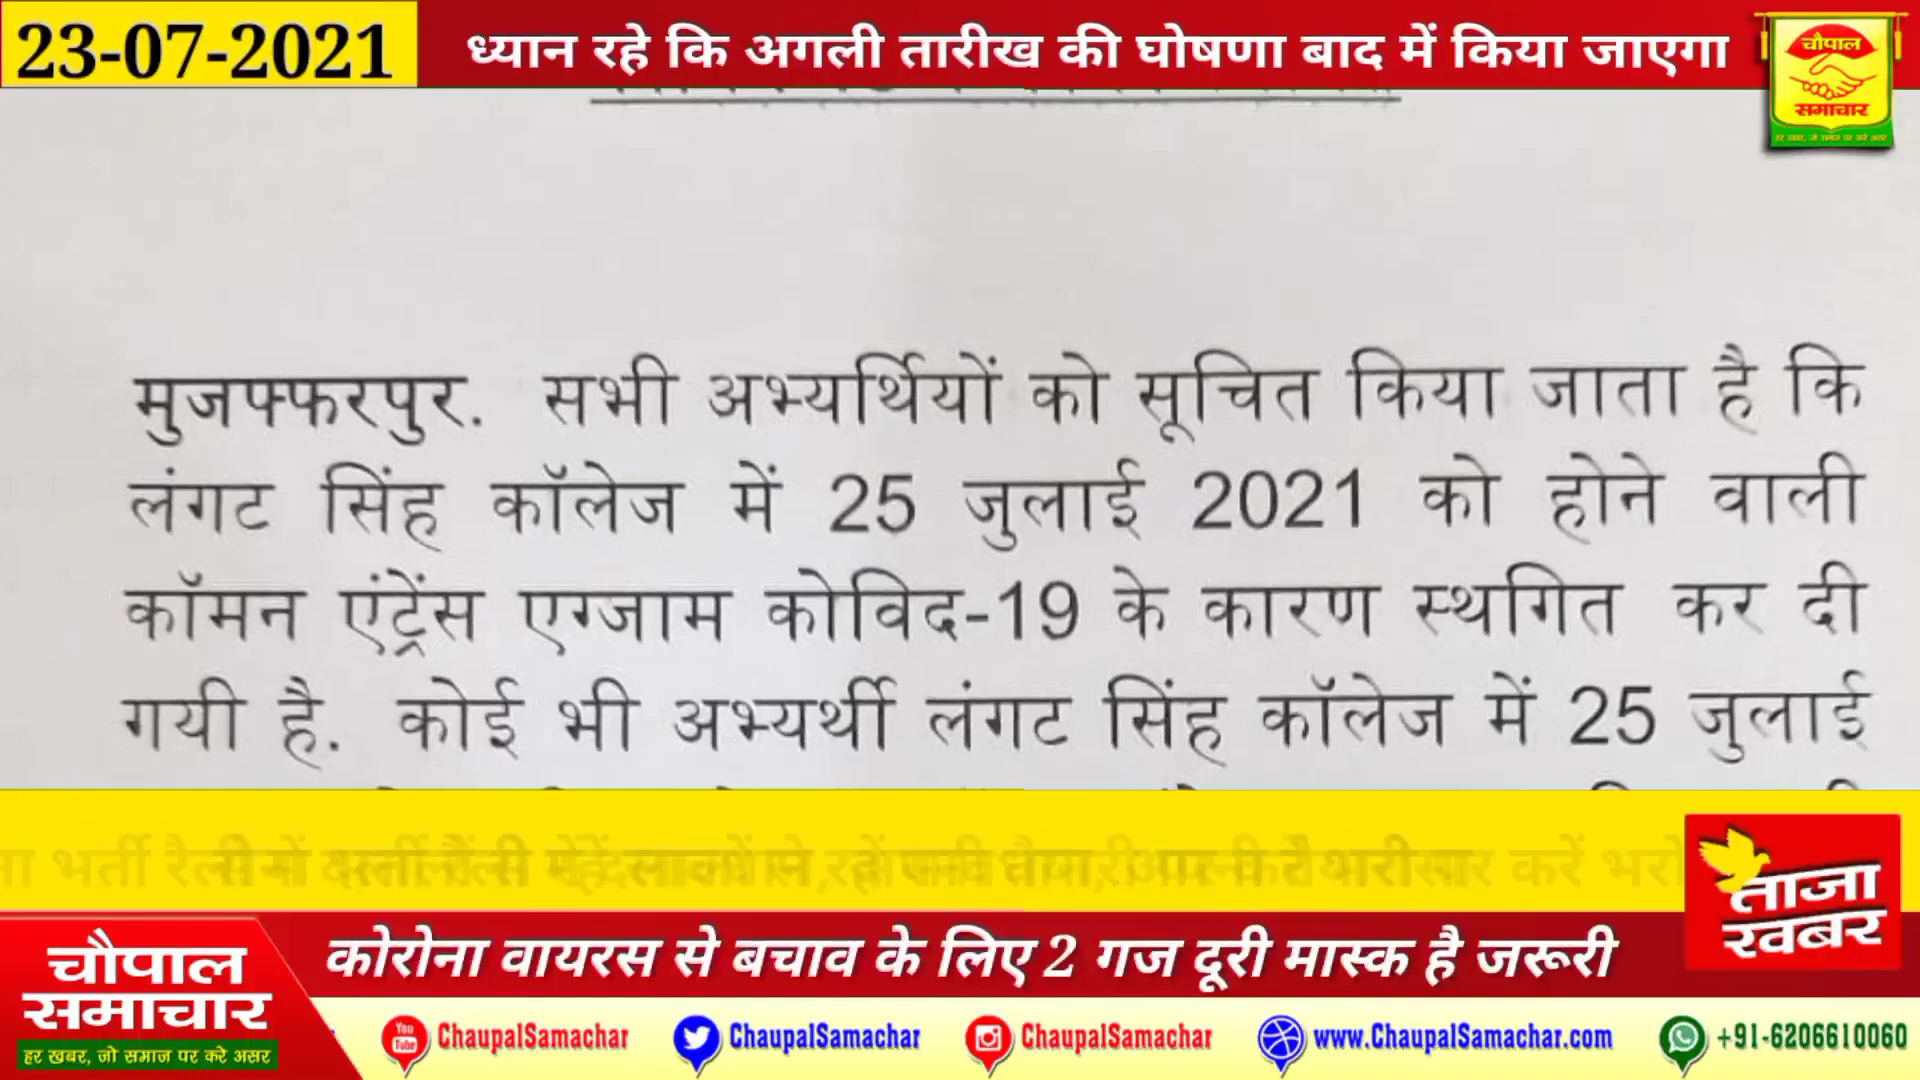 23-07-2021
ध्यान रहे कि अगली तारीख की घोषणा बाद में किया जाएगा
चौपाल
समाचार
मुजफ्फरपुर. सभी अभ्यर्थियों को सूचित किया जाता है कि
लंगट सिंह कॉलेज में 25 जुलाई 2021 को होने वाली
कॉमन एंट्रेंस एग्जाम कोविद-19 के कारण स्थगित कर दी
गयी है. कोई भी अभ्यर्थी लंगट सिंह कॉलेज में 25 जुलाई
ताजा
खबर
कोरोना वायरस से बचाव के लिए 2 गज दूरी मास्क है जरूरी
चौपाल
समाचार
हर खबर, जो समाज पर करे असर
You Tube ChaupalSamachar ChaupalSamachar ChaupalSamachar www.ChaupalSamachar.com +91-6206610060